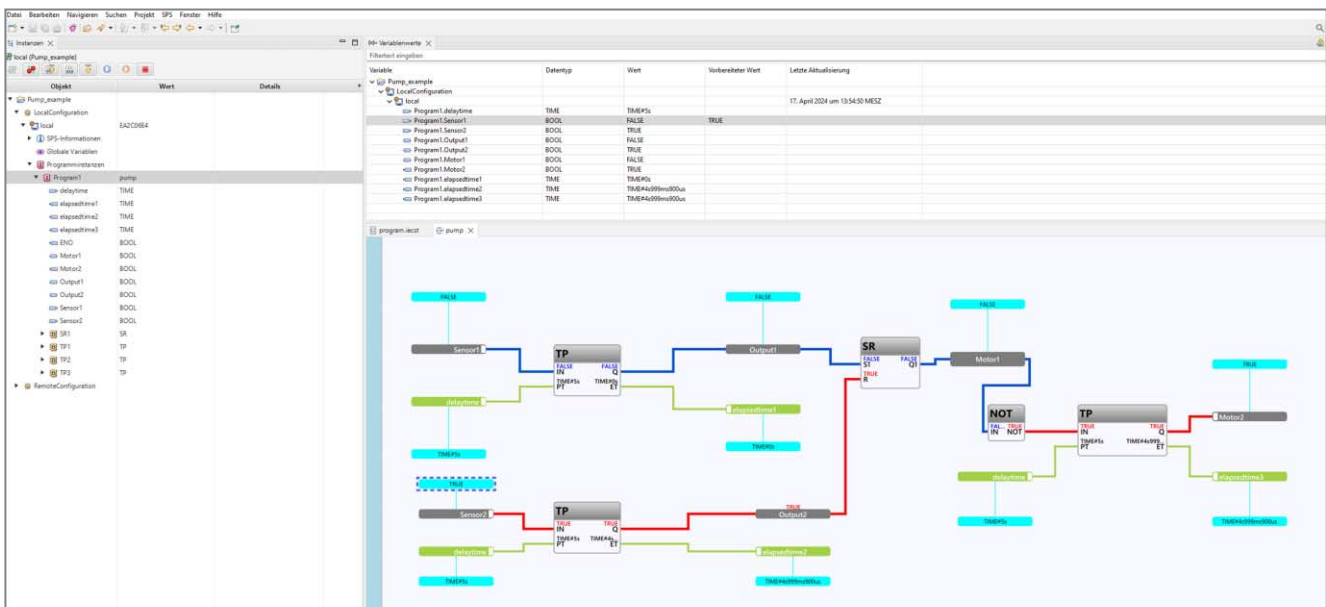 Datei Bearbeiten Navigieren Suchen Projekt SPS Fenster Hilfe
Instanzen
local (Pump_example)
Objekt Wert Details
Pump_example
LocalConfiguration
local EA2C06E4
SPS-Informationen
Globale Variablen
Programminstanzen
Program1 pump
delaytime TIME
elapsedtime1 TIME
elapsedtime2 TIME
elapsedtime3 TIME
ENO BOOL
Motor1 BOOL
Motor2 BOOL
Output1 BOOL
Output2 BOOL
Sensor1 BOOL
Sensor2 BOOL
SR1 SR
TP1 TP
TP2 TP
TP3 TP
RemoteConfiguration
Variablenwerte
Filtertext eingeben
Variable Datentyp Wert Vorbereiteter Wert Letzte Aktualisierung
Pump_example
LocalConfiguration
local 17. April 2024 um 13:54:50 MESZ
Program1.delaytime TIME TIME#5s
Program1.Sensor1 BOOL FALSE TRUE
Program1.Sensor2 BOOL TRUE
Program1.Output1 BOOL FALSE
Program1.Output2 BOOL TRUE
Program1.Motor1 BOOL FALSE
Program1.Motor2 BOOL TRUE
Program1.elapsedtime1 TIME TIME#0s
Program1.elapsedtime2 TIME TIME#4s999ms900us
Program1.elapsedtime3 TIME TIME#4s999ms900us
program.iecst pump
FALSE
Sensor1
TP
FALSE FALSE
IN Q
TIME#5s TIME#0s
PT ET
delaytime
TIME#5s
FALSE
Output1
elapsedtime1
TIME#0s
TRUE
Sensor2
TP
TRUE TRUE
IN Q
TIME#5s TIME#4s...
PT ET
delaytime
TIME#5s
TRUE
Output2
elapsedtime2
TIME#4s999ms900us
SR
FALSE FALSE
S1 Q1
TRUE
R
FALSE
Motor1
NOT
FAL... TRUE
IN NOT
TP
TRUE TRUE
IN Q
TIME#5s TIME#4s999...
PT ET
delaytime
TIME#5s
TRUE
Motor2
elapsedtime3
TIME#4s999ms900us